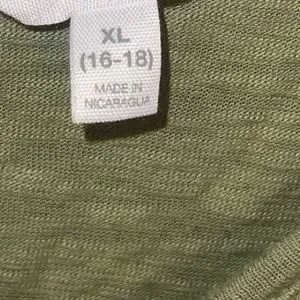 XL
(16-18)
MADE IN
NICARAGUA